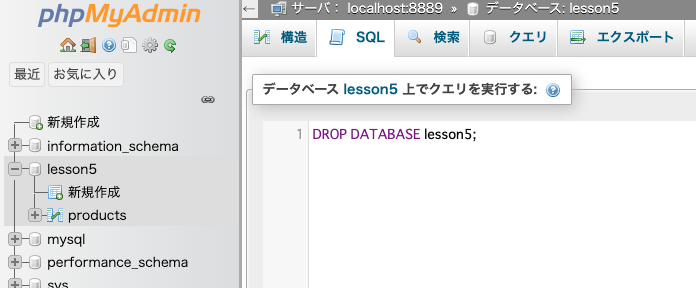 phpMyAdmin
最近 お気に入り
新規作成
information_schema
lesson5
新規作成
products
mysql
performance_schema
sys
← サーバ： localhost:8889 » データベース: lesson5
構造 SQL 検索 クエリ エクスポート
データベース lesson5 上でクエリを実行する:
1 DROP DATABASE lesson5;